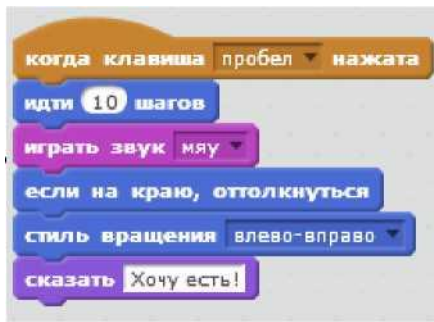 когда клавиша пробел нажата
идти 10 шагов
играть звук мяу
если на краю, оттолкнуться
стиль вращения влево-вправо
сказать Хочу есть!